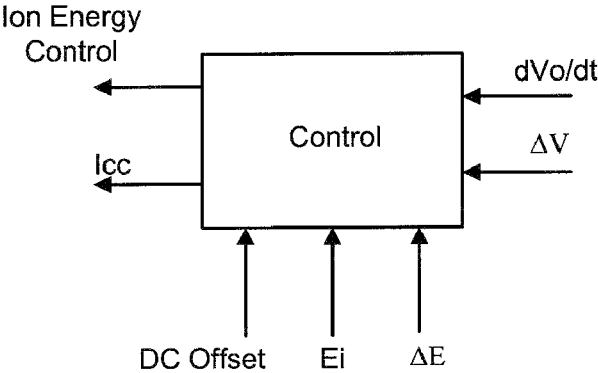 Ion Energy
Control
dVo/dt
Control
ΔV
Icc
DC Offset
Ei
ΔE